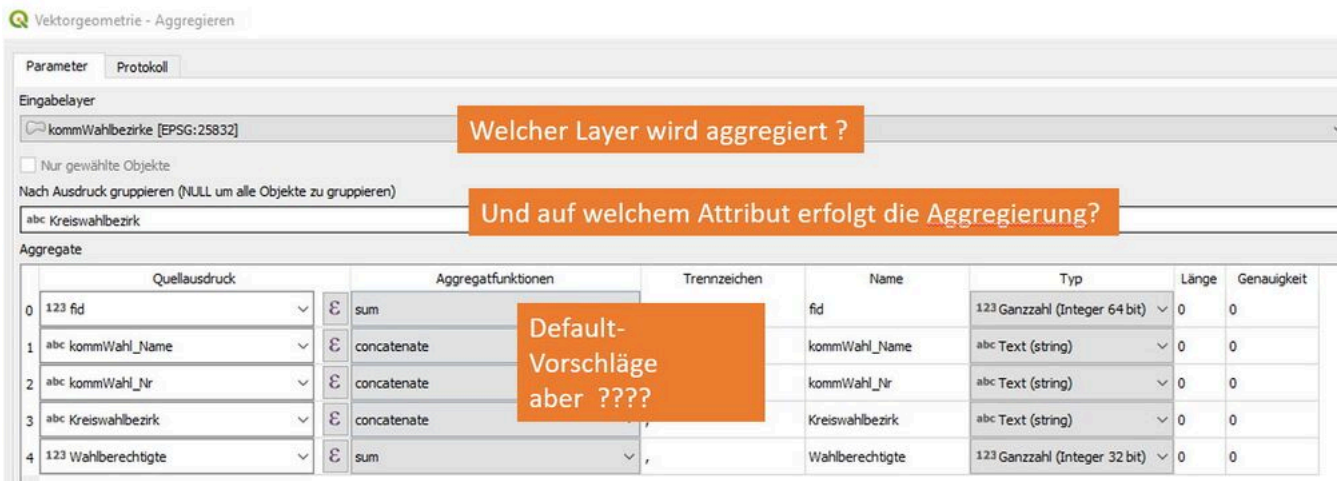 Vektorgeometrie - Aggregieren
Parameter Protokoll
Eingabelayer
kommWahlbezirke [EPSG:25832]
Welcher Layer wird aggregiert ?
Nur gewählte Objekte
Nach Ausdruck gruppieren (NULL um alle Objekte zu gruppieren)
abc Kreiswahlbezirk
Und auf welchem Attribut erfolgt die Aggregierung?
Aggregate
Quellausdruck Aggregatfunktionen Trennzeichen Name Typ Länge Genauigkeit
0 123 fid ε sum fid 123 Ganzzahl (Integer 64 bit) 0 0
1 abc kommWahl_Name ε concatenate kommWahl_Name abc Text (string) 0 0
2 abc kommWahl_Nr ε concatenate kommWahl_Nr abc Text (string) 0 0
3 abc Kreiswahlbezirk ε concatenate , Kreiswahlbezirk abc Text (string) 0 0
4 123 Wahlberechtigte ε sum , Wahlberechtigte 123 Ganzzahl (Integer 32 bit) 0 0
Default-
Vorschläge
aber ????